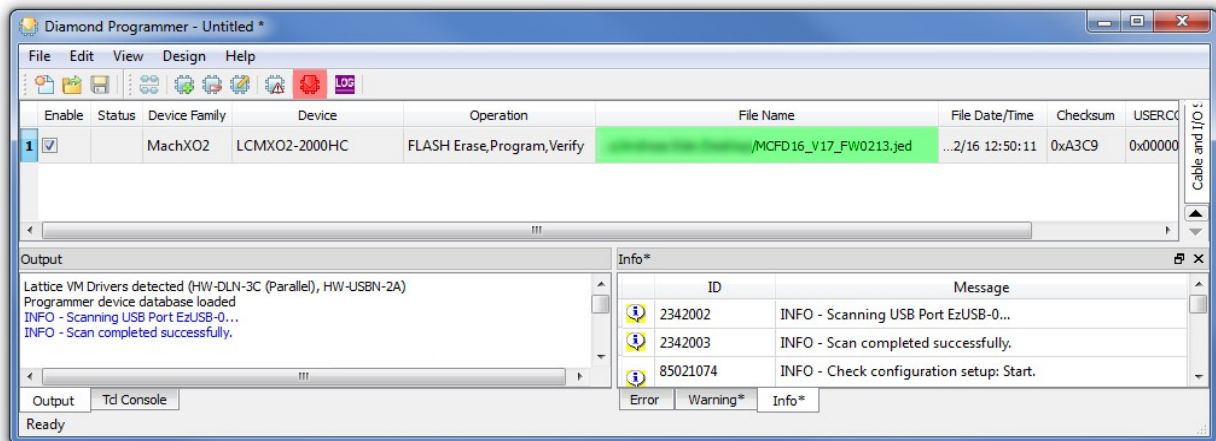 Diamond Programmer - Untitled *
File Edit View Design Help
LOG
Enable Status Device Family Device Operation File Name File Date/Time Checksum USERCO
1 MachXO2 LCMXO2-2000HC FLASH Erase,Program,Verify /MCFD16_V17_FW0213.jed ...2/16 12:50:11 0xA3C9 0x00000
Cable and I/O S
Output
Lattice VM Drivers detected (HW-DLN-3C (Parallel), HW-USBN-2A)
Programmer device database loaded
INFO - Scanning USB Port EzUSB-0...
INFO - Scan completed successfully.
Output Tcl Console
Info*
ID Message
2342002 INFO - Scanning USB Port EzUSB-0...
2342003 INFO - Scan completed successfully.
85021074 INFO - Check configuration setup: Start.
Error Warning* Info*
Ready